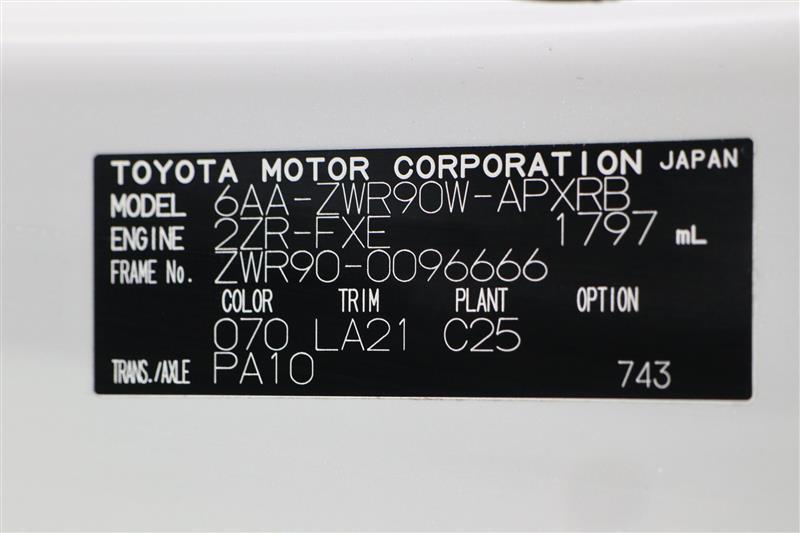 TOYOTA MOTOR CORPORATION JAPAN
MODEL 6AA-ZWR90W-APXRB
ENGINE 2ZR-FXE 1797 mL
FRAME No. ZWR90-0096666
COLOR TRIM PLANT OPTION
070 LA21 C25
TRANS./AXLE PA10 743